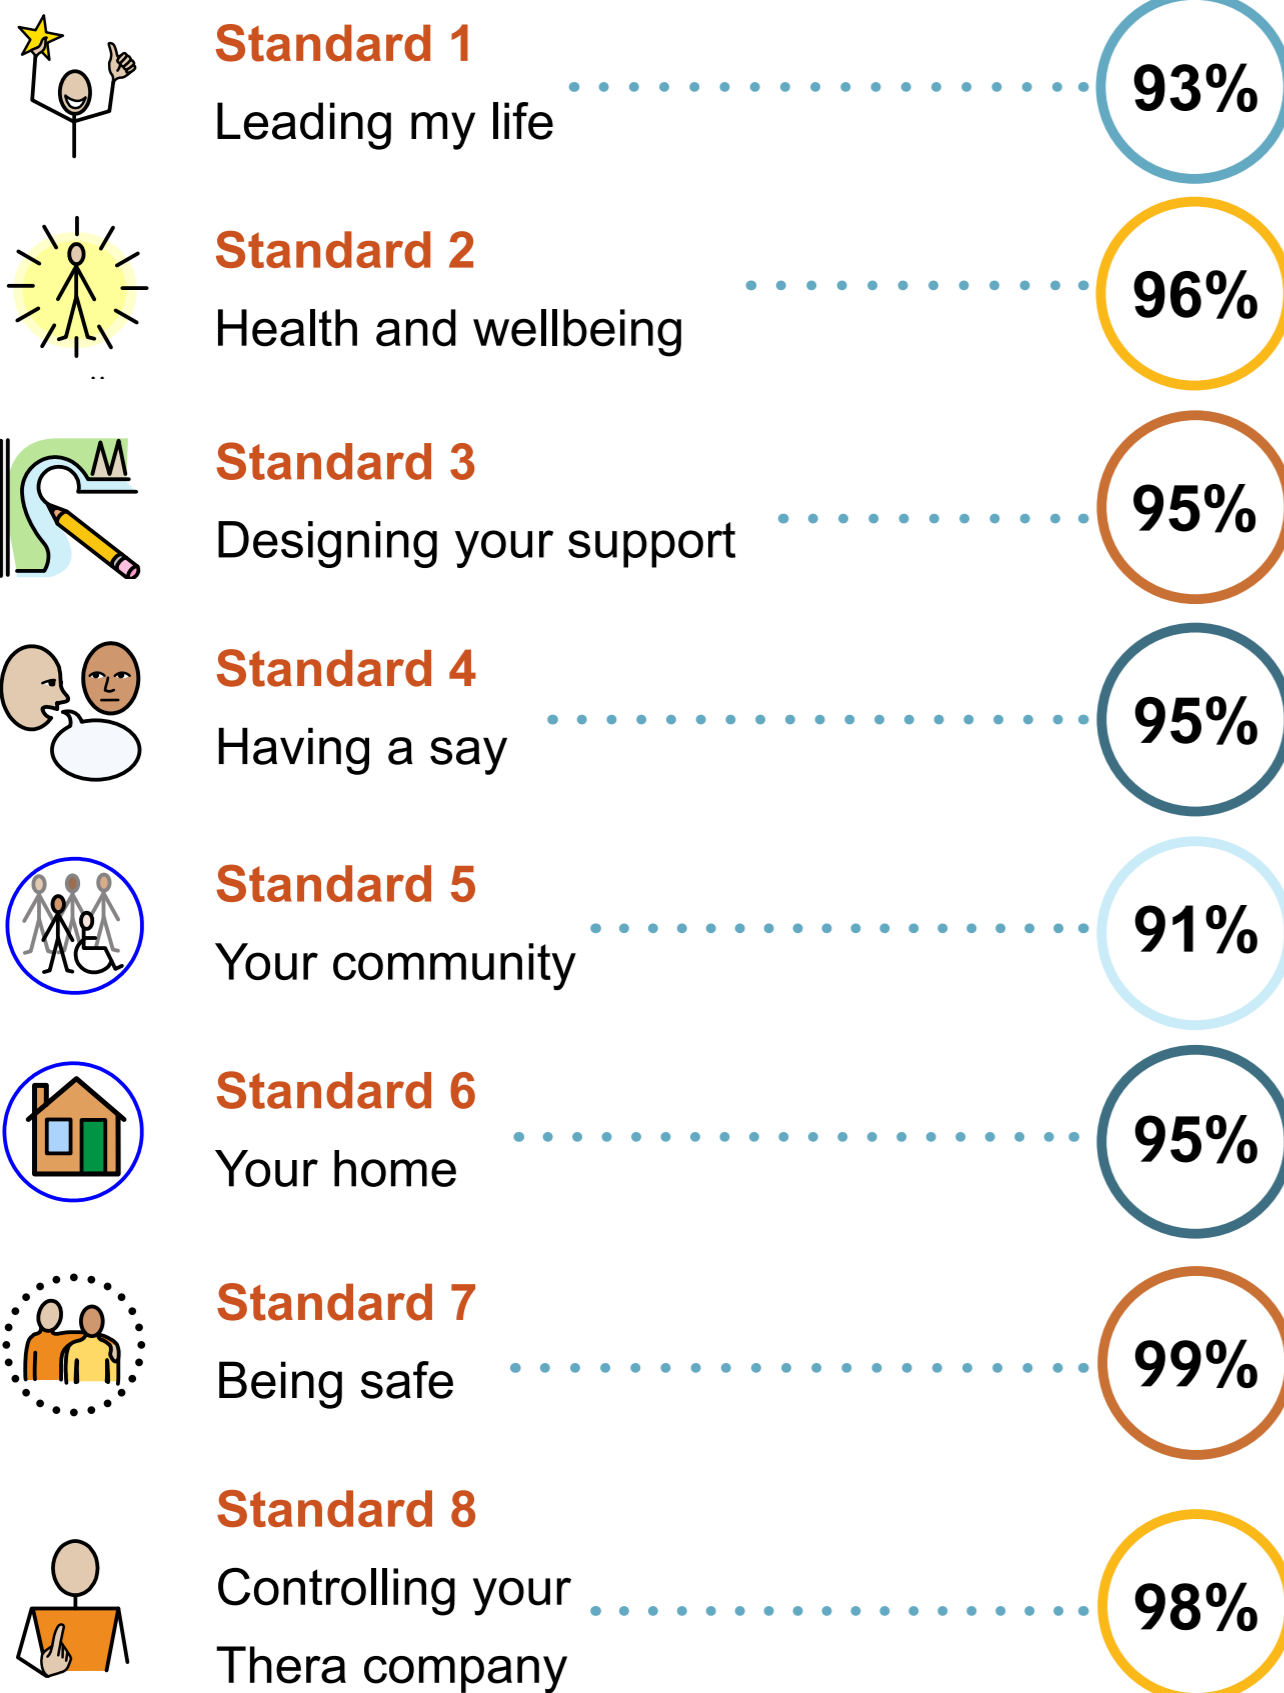 Standard 1
Leading my life
93%
Standard 2
Health and wellbeing
96%
Standard 3
Designing your support
95%
Standard 4
Having a say
95%
Standard 5
Your community
91%
Standard 6
Your home
95%
Standard 7
Being safe
99%
Standard 8
Controlling your
Thera company
98%